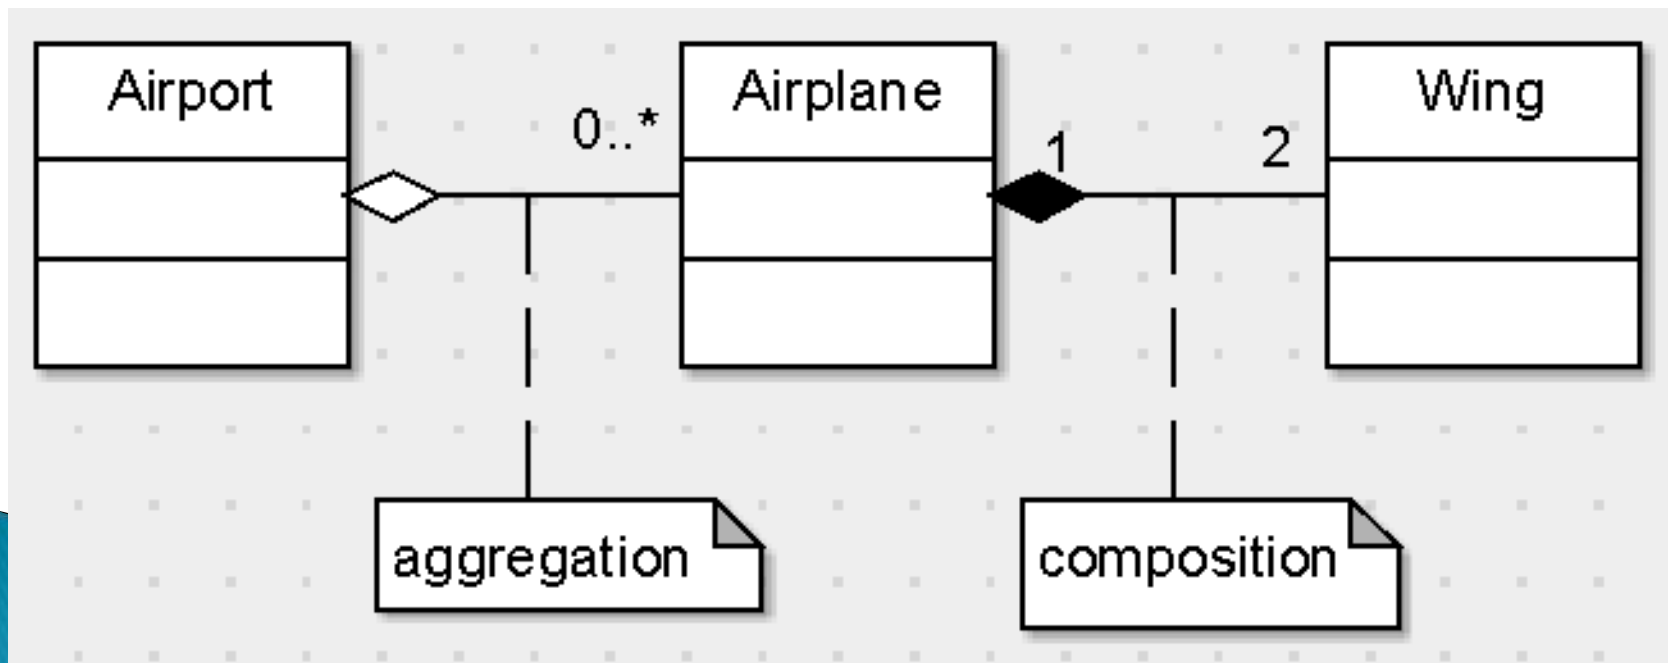 Airport
0..*
Airplane
1
2
Wing
aggregation
composition